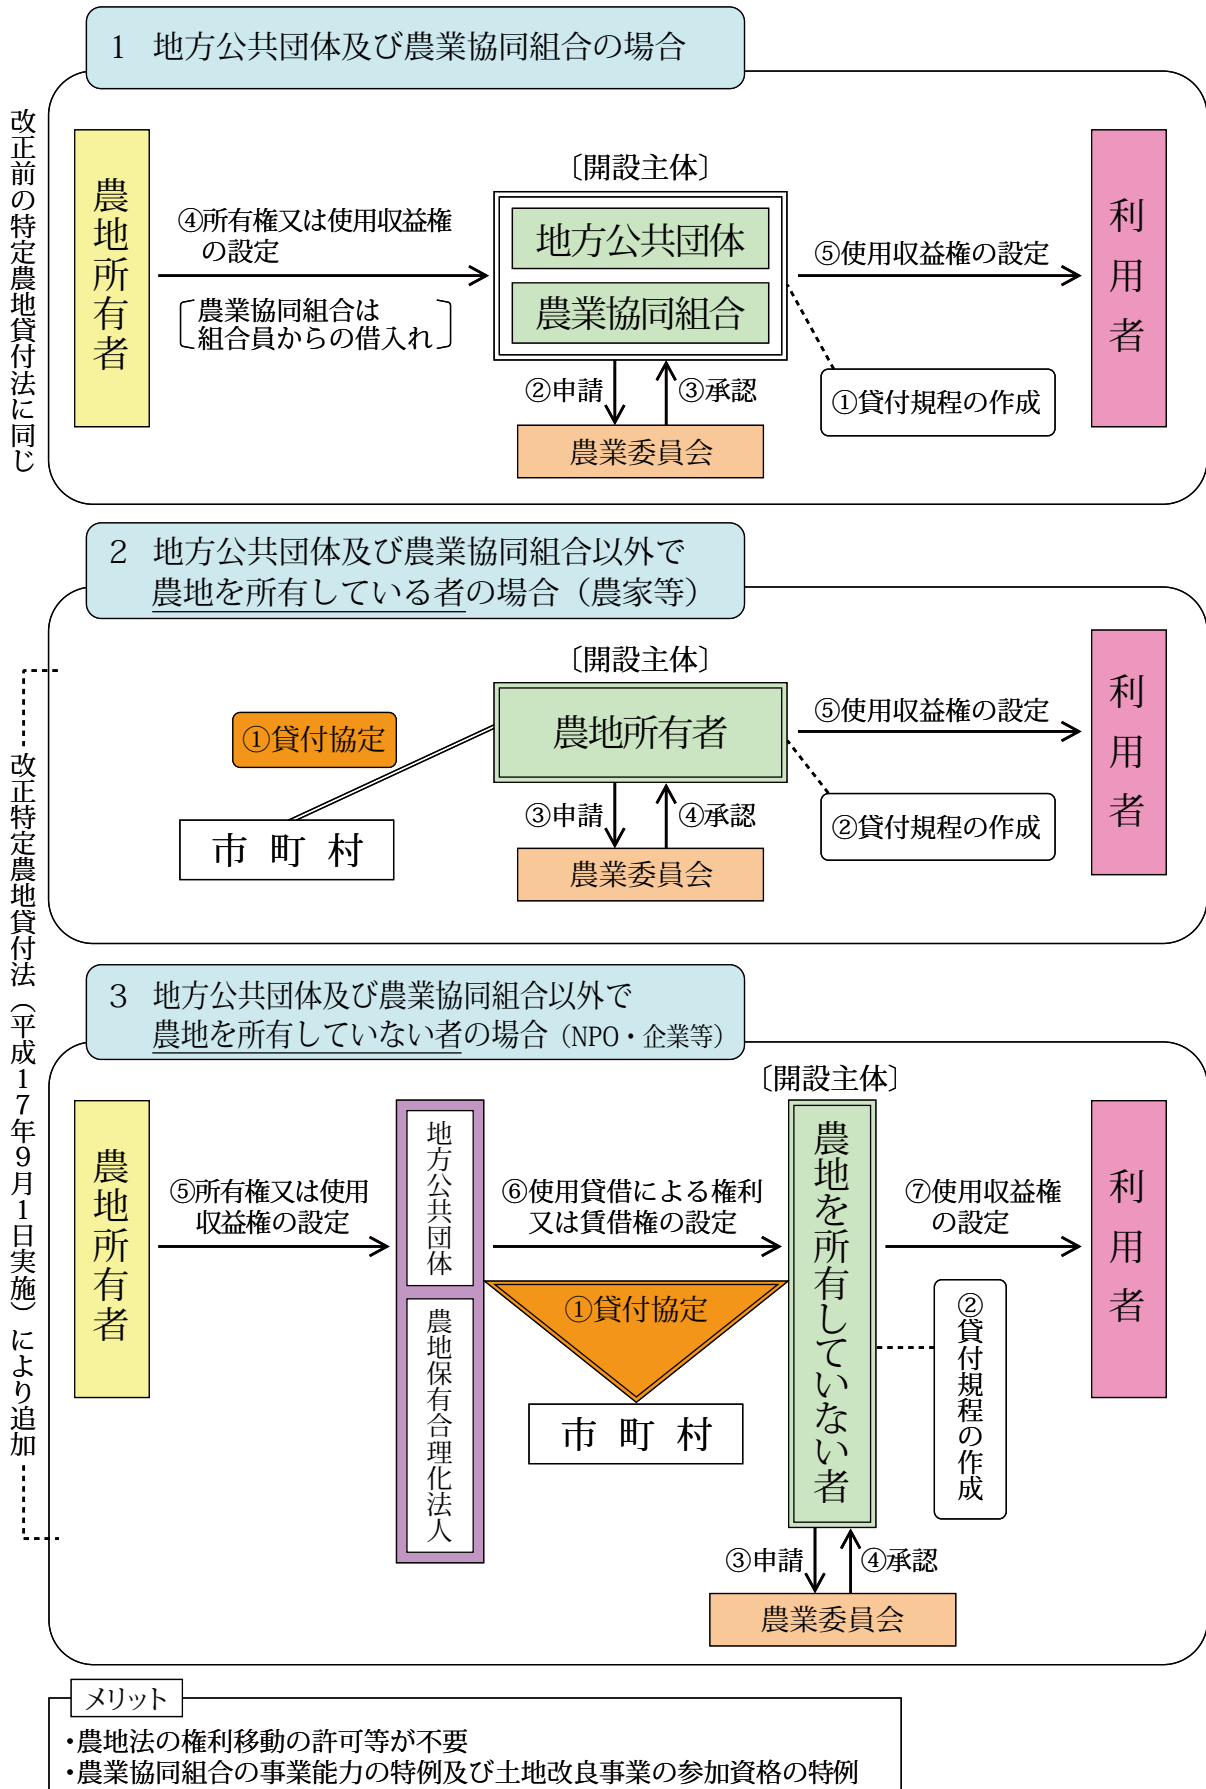 1 地方公共団体及び農業協同組合の場合
改正前の特定農地貸付法に同じ
農地所有者
④所有権又は使用収益権
の設定
農業協同組合は
組合員からの借入れ
〔開設主体〕
地方公共団体
農業協同組合
②申請
③承認
農業委員会
⑤使用収益権の設定
①貸付規程の作成
利用者
2 地方公共団体及び農業協同組合以外で
農地を所有している者の場合（農家等）
改正特定農地貸付法（平成17年9月1日実施）により追加
〔開設主体〕
①貸付協定
農地所有者
市町村
③申請
④承認
農業委員会
⑤使用収益権の設定
②貸付規程の作成
利用者
3 地方公共団体及び農業協同組合以外で
農地を所有していない者の場合（NPO・企業等）
農地所有者
⑤所有権又は使用
収益権の設定
地方公共団体
農地保有合理化法人
⑥使用貸借による権利
又は賃借権の設定
①貸付協定
市町村
〔開設主体〕
農地を所有していない者
③申請
④承認
農業委員会
⑦使用収益権
の設定
②貸付規程の作成
利用者
メリット
・農地法の権利移動の許可等が不要
・農業協同組合の事業能力の特例及び土地改良事業の参加資格の特例